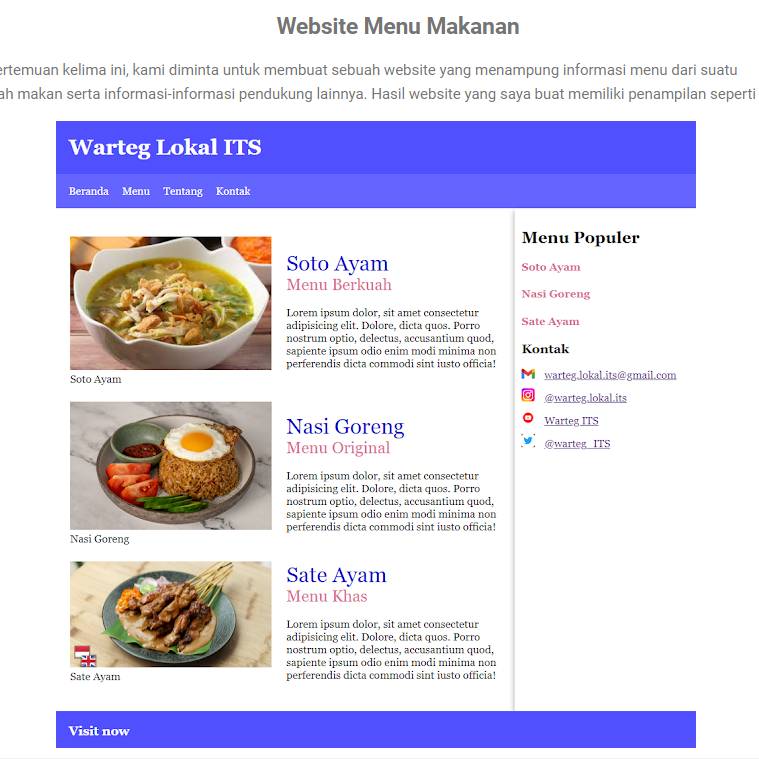 Website Menu Makanan
ertemuan kelima ini, kami diminta untuk membuat sebuah website yang menampung informasi menu dari suatu
ah makan serta informasi-informasi pendukung lainnya. Hasil website yang saya buat memiliki penampilan seperti
Warteg Lokal ITS
Beranda Menu Tentang Kontak
Soto Ayam
Menu Berkuah
Lorem ipsum dolor, sit amet consectetur
adipisicing elit. Dolore, dicta quos. Porro
nostrum optio, delectus, accusantium quod,
sapiente ipsum odio enim modi minima non
perferendis dicta commodi sint iusto officia!
Soto Ayam
Nasi Goreng
Menu Original
Lorem ipsum dolor, sit amet consectetur
adipisicing elit. Dolore, dicta quos. Porro
nostrum optio, delectus, accusantium quod,
sapiente ipsum odio enim modi minima non
perferendis dicta commodi sint iusto officia!
Nasi Goreng
Sate Ayam
Menu Khas
Lorem ipsum dolor, sit amet consectetur
adipisicing elit. Dolore, dicta quos. Porro
nostrum optio, delectus, accusantium quod,
sapiente ipsum odio enim modi minima non
perferendis dicta commodi sint iusto officia!
Sate Ayam
Menu Populer
Soto Ayam
Nasi Goreng
Sate Ayam
Kontak
warteg.lokal.its@gmail.com
@warteg.lokal.its
Warteg ITS
@warteg_ITS
Visit now